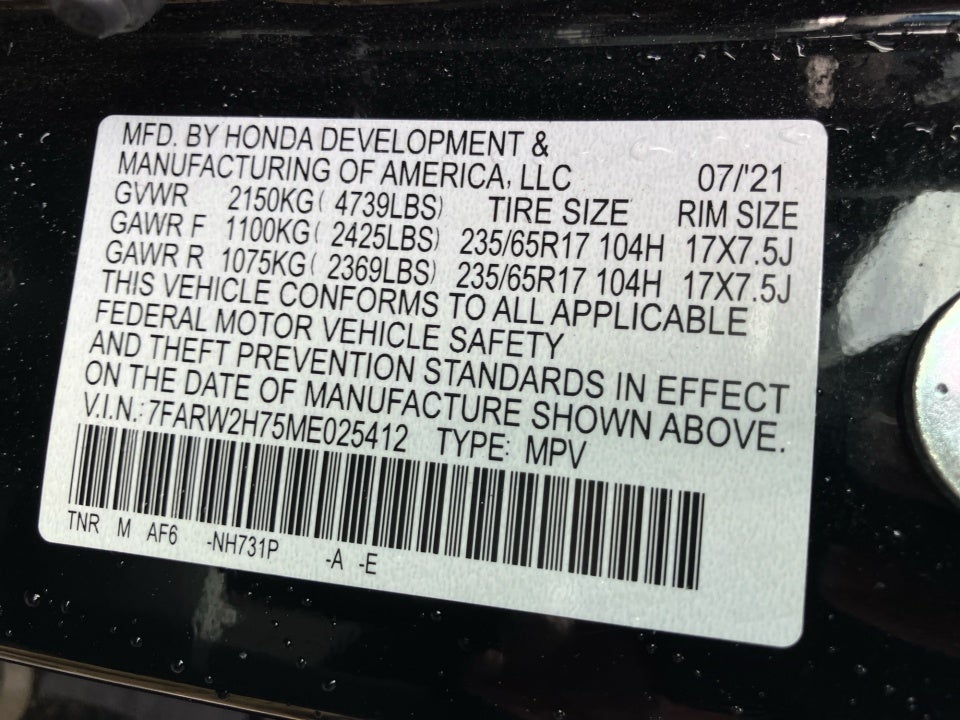 MFD. BY HONDA DEVELOPMENT &
MANUFACTURING OF AMERICA, LLC 07/'21
GVWR 2150KG( 4739LBS) TIRE SIZE RIM SIZE
GAWR F 1100KG( 2425LBS) 235/65R17 104H 17X7.5J
GAWR R 1075KG( 2369LBS) 235/65R17 104H 17X7.5J
THIS VEHICLE CONFORMS TO ALL APPLICABLE
FEDERAL MOTOR VEHICLE SAFETY
AND THEFT PREVENTION STANDARDS IN EFFECT
ON THE DATE OF MANUFACTURE SHOWN ABOVE.
V.I.N.: 7FARW2H75ME025412 TYPE: MPV
TNR M AF6 -NH731P -A -E